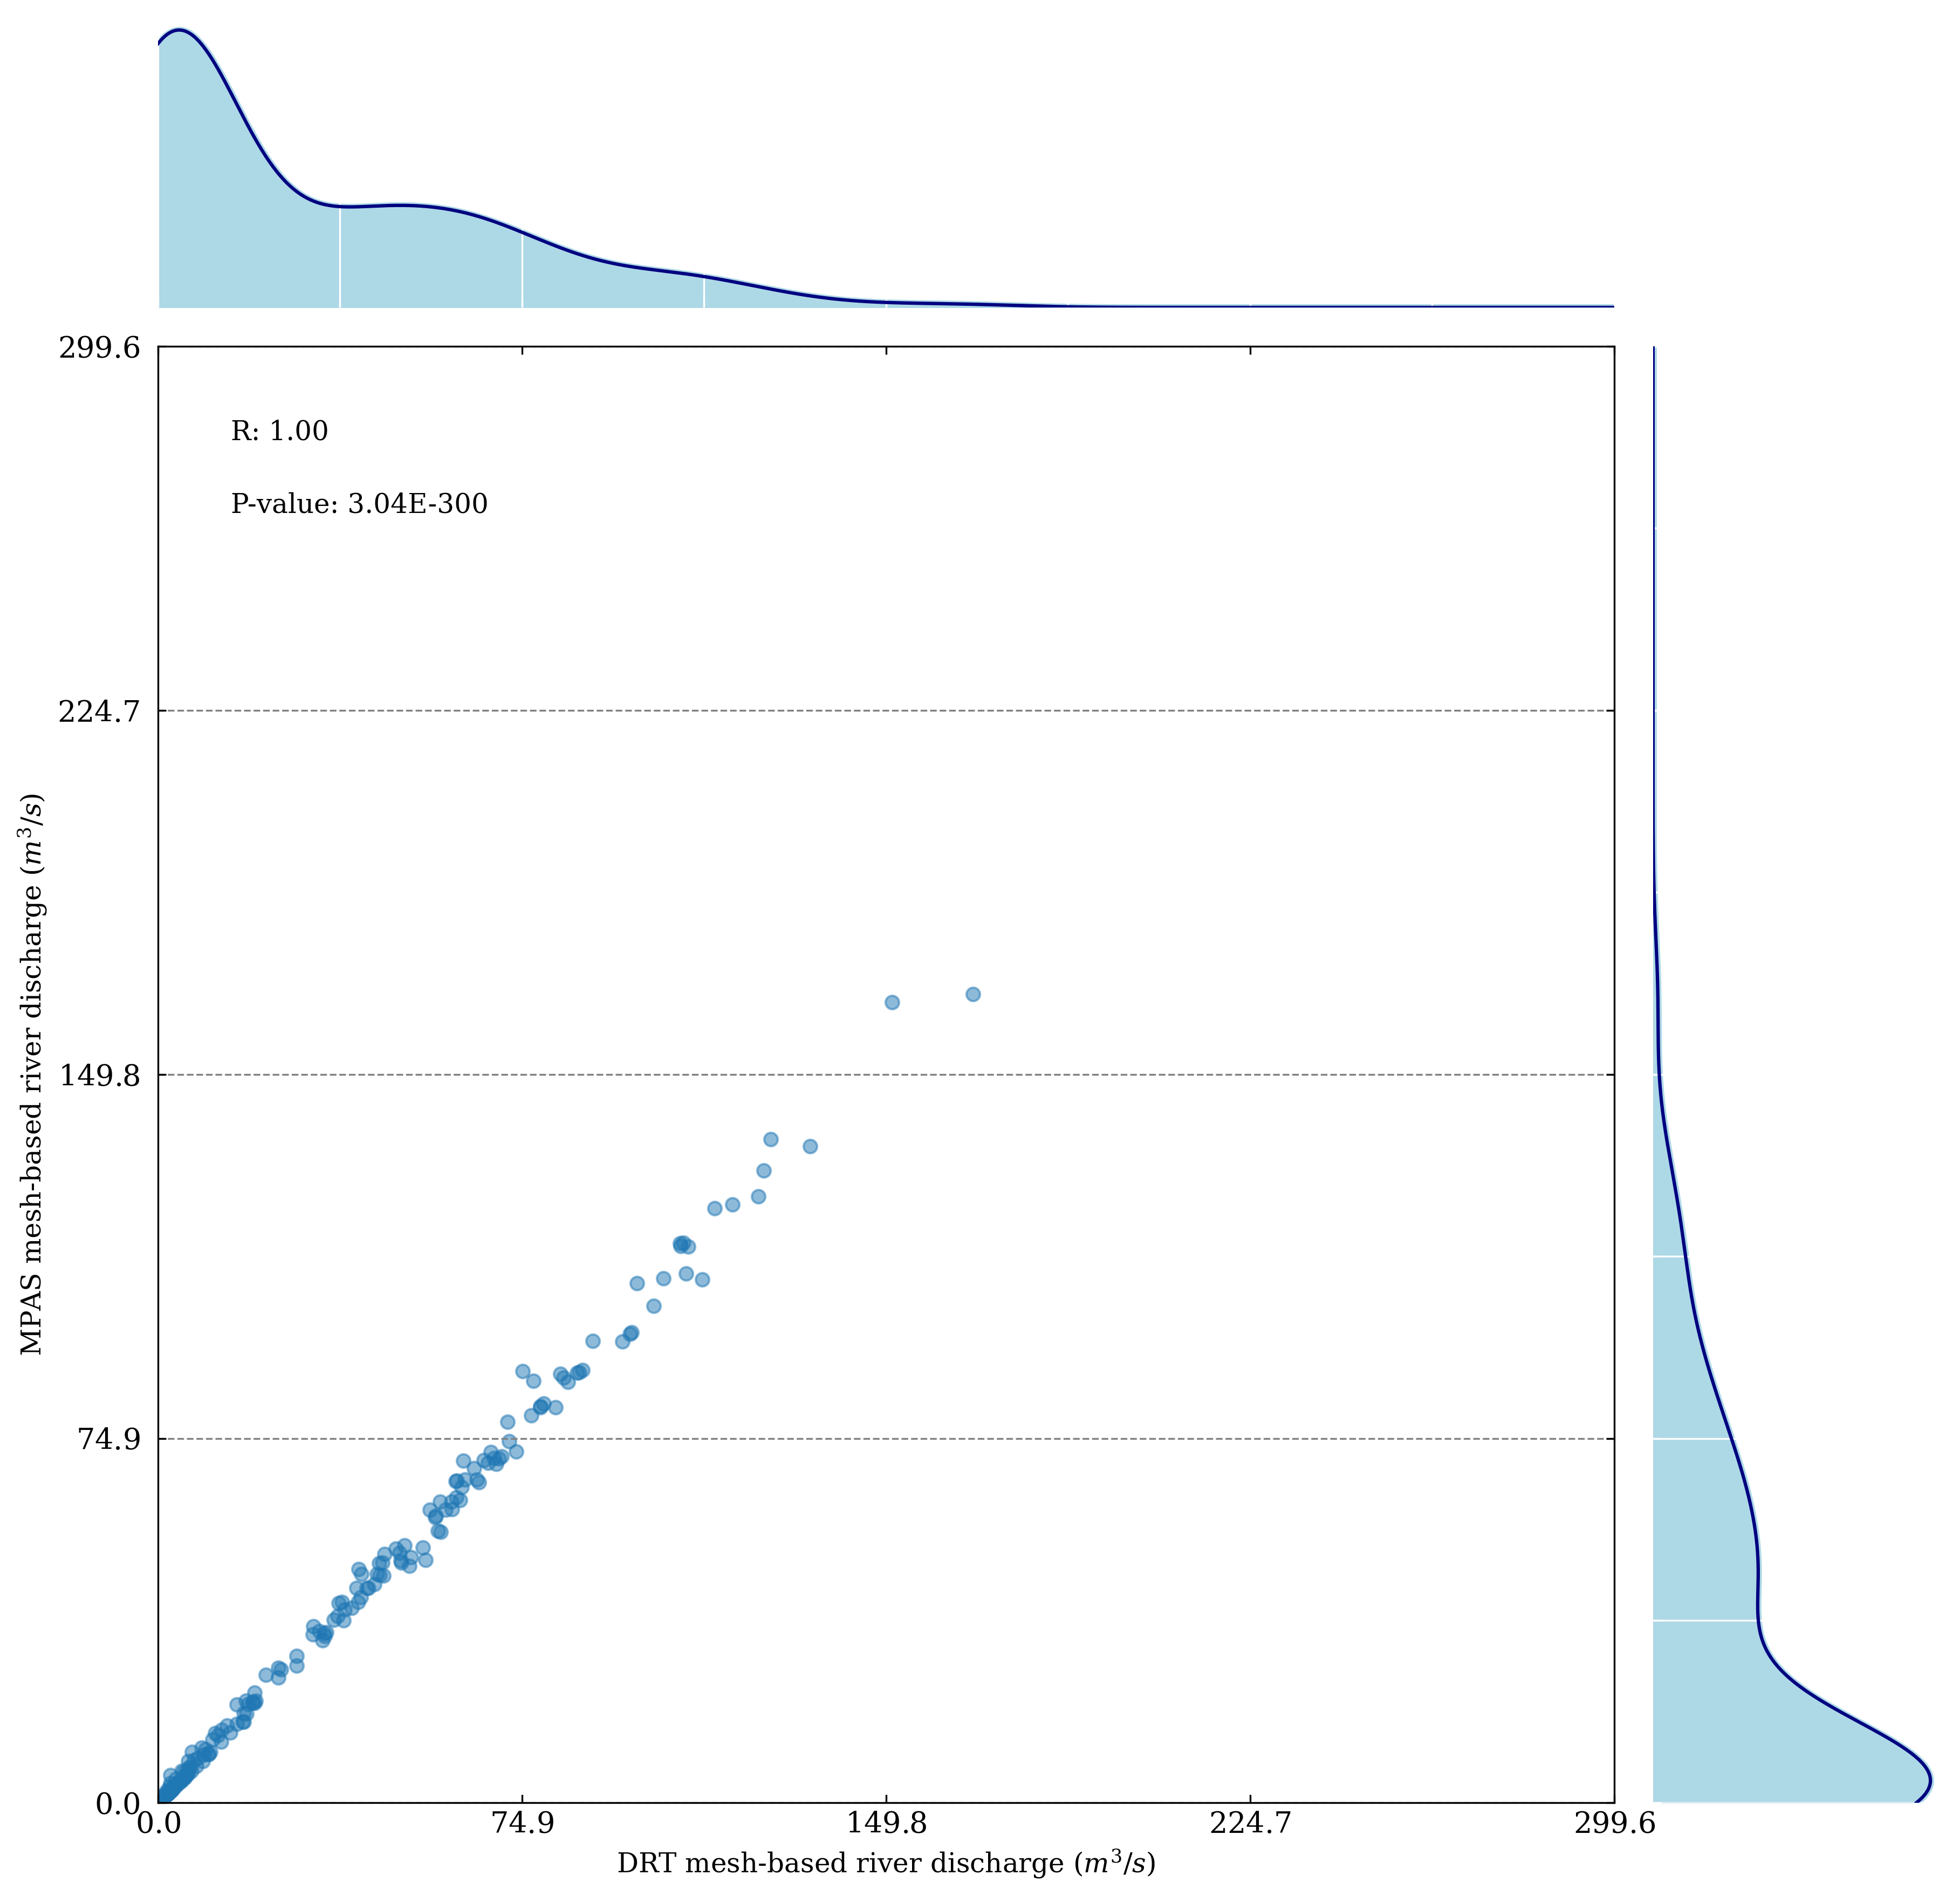 299.6
R: 1.00
P-value: 3.04E-300
224.7
149.8
74.9
0.0
MPAS mesh-based river discharge (m³/s)
0.0 74.9 149.8 224.7 299.6
DRT mesh-based river discharge (m³/s)